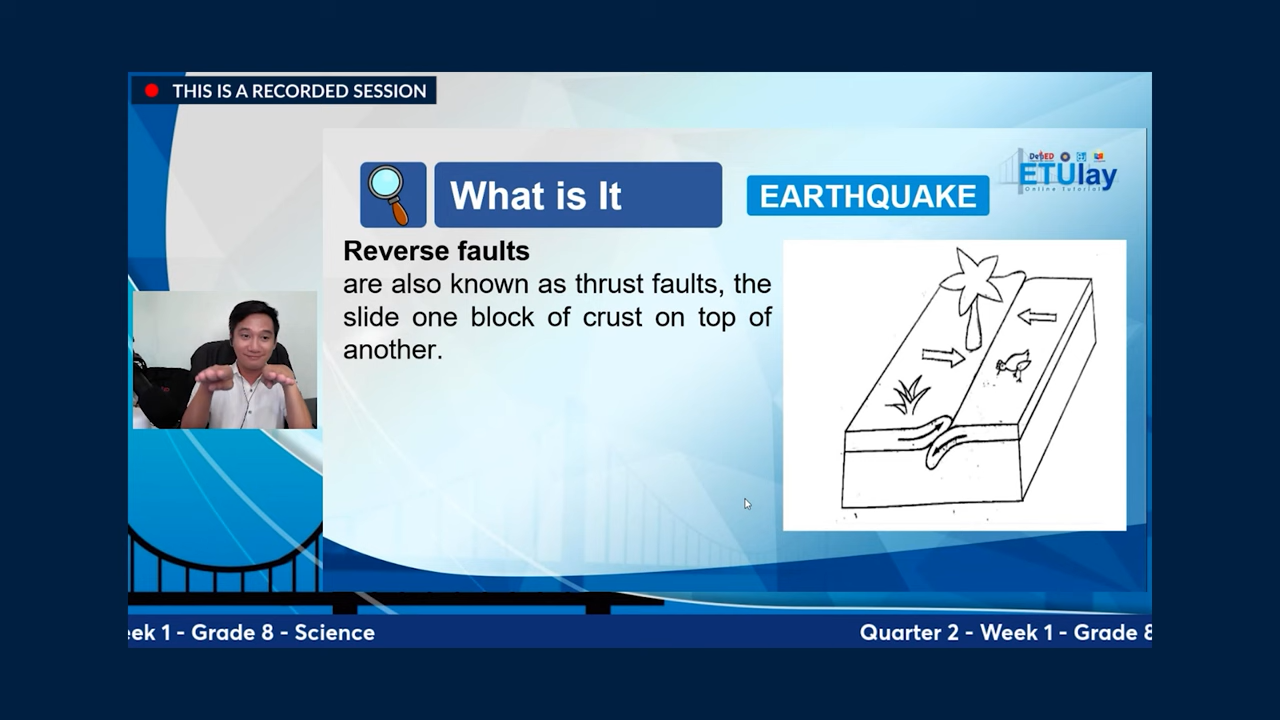 THIS IS A RECORDED SESSION
DepED
ETUlay
Online Tutorial
What is It
EARTHQUAKE
Reverse faults
are also known as thrust faults, the
slide one block of crust on top of
another.
eek 1 - Grade 8 - Science
Quarter 2 - Week 1 - Grade 8